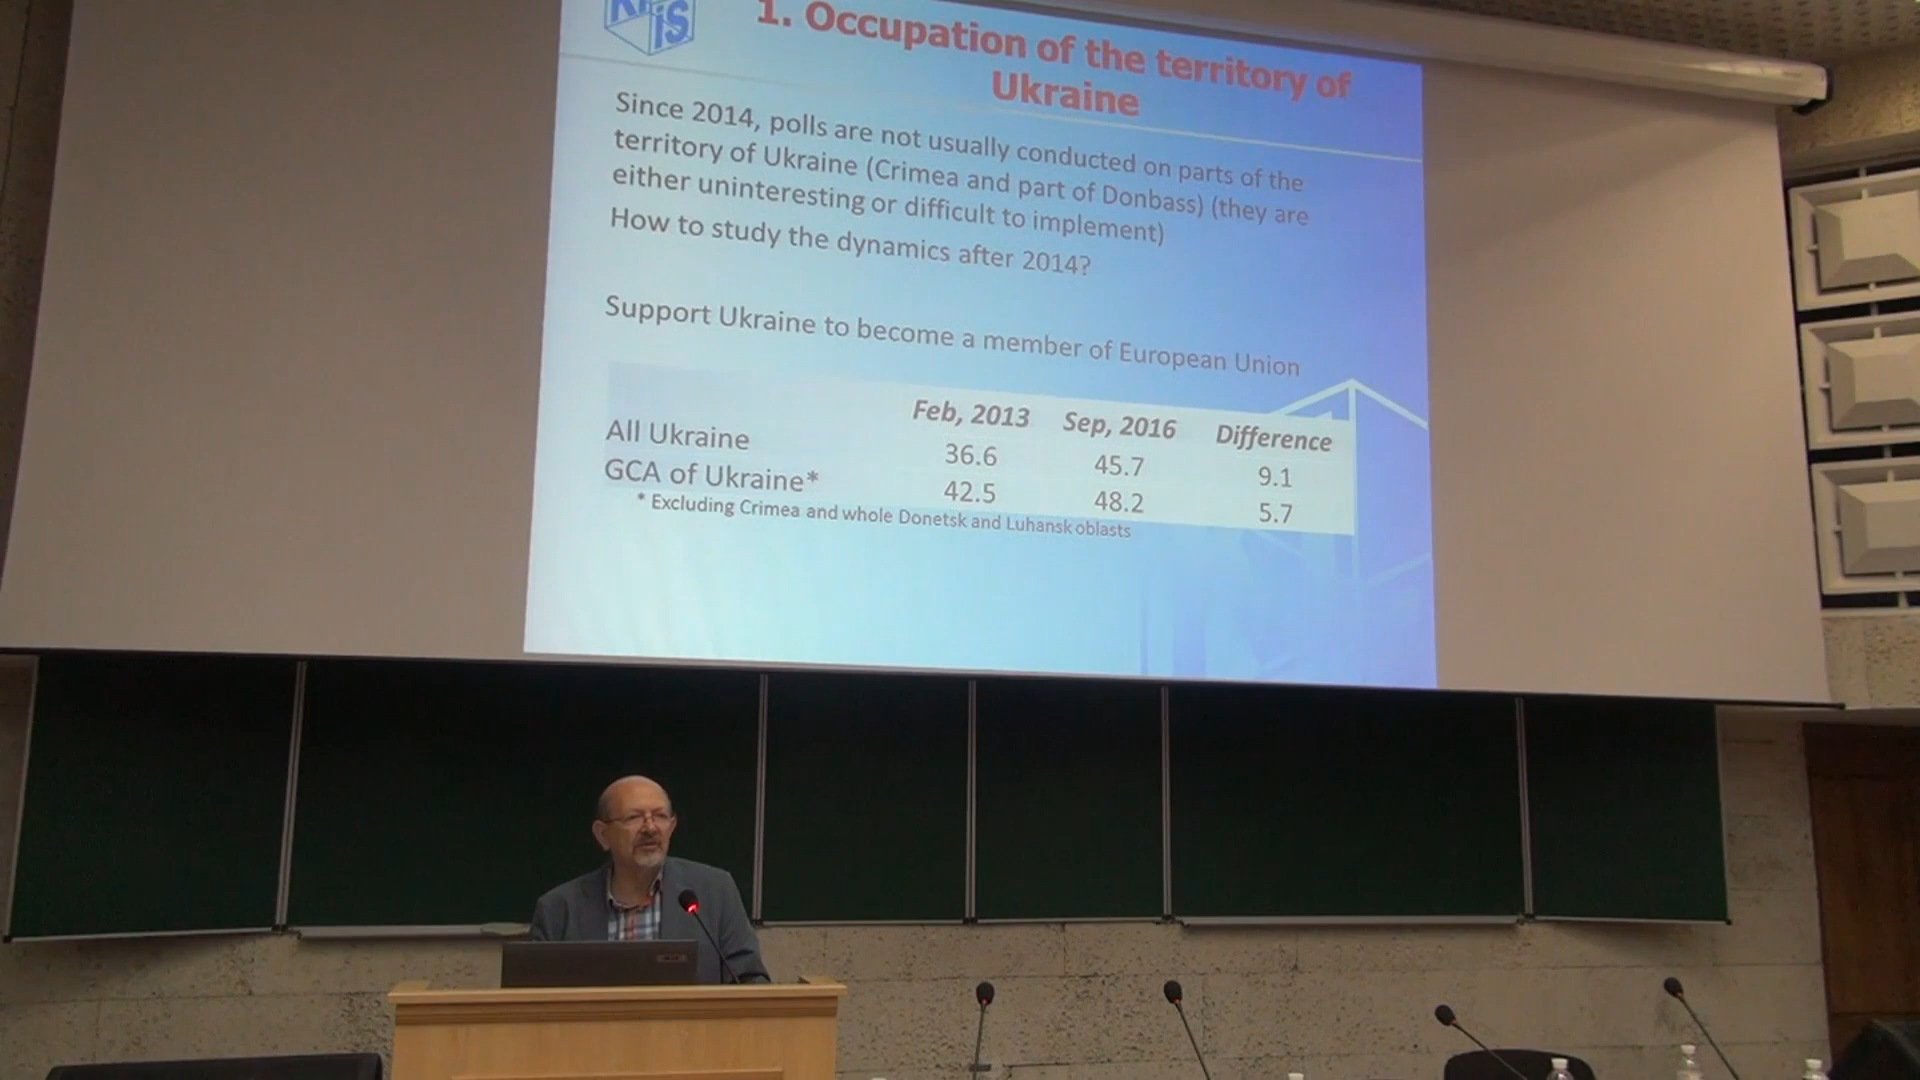 KIIS
1. Occupation of the territory of
Ukraine
Since 2014, polls are not usually conducted on parts of the
territory of Ukraine (Crimea and part of Donbass) (they are
either uninteresting or difficult to implement)
How to study the dynamics after 2014?
Support Ukraine to become a member of European Union
Feb, 2013 Sep, 2016 Difference
All Ukraine 36.6 45.7 9.1
GCA of Ukraine* 42.5 48.2 5.7
* Excluding Crimea and whole Donetsk and Luhansk oblasts